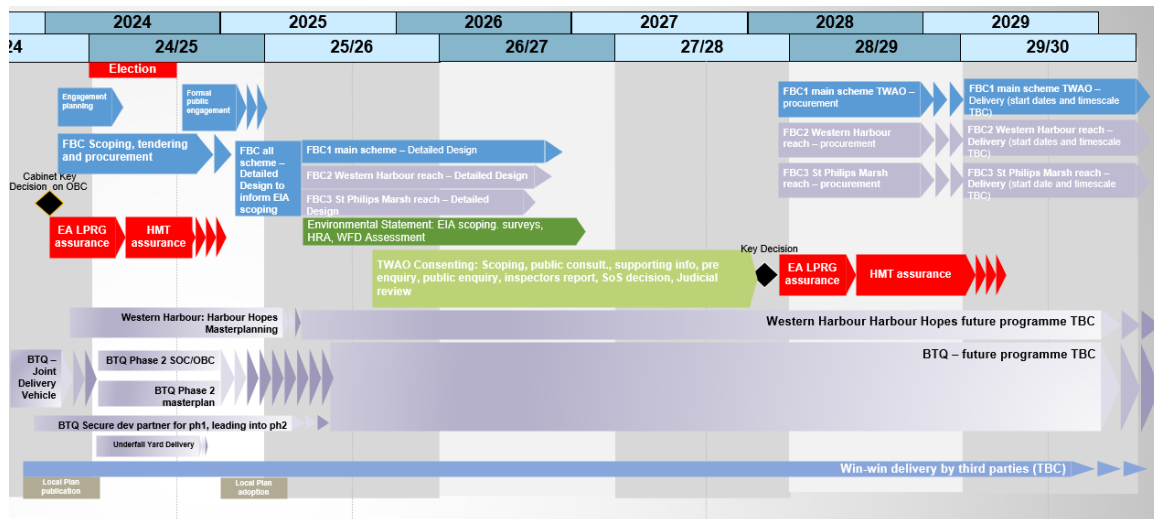 2024 2025 2026 2027 2028 2029
24 24/25 25/26 26/27 27/28 28/29 29/30
Election
Engagement
planning
Formal
public
engagement
FBC1 main scheme TWAO –
procurement
FBC1 main scheme TWAO –
Delivery (start dates and timescale
TBC)
FBC Scoping, tendering
and procurement
FBC all
scheme –
Detailed
Design to
inform EIA
scoping
FBC1 main scheme – Detailed Design
FBC2 Western Harbour reach – Detailed Design
FBC3 St Philips Marsh reach – Detailed
Design
FBC2 Western Harbour
reach – procurement
FBC2 Western Harbour reach –
Delivery (start dates and timescale
TBC)
FBC3 St Philips Marsh
reach – procurement
FBC3 St Philips Marsh reach –
Delivery (start date and timescale
TBC)
Cabinet Key
Decision on OBC
EA LPRG
assurance
HMT
assurance
Environmental Statement: EIA scoping. surveys,
HRA, WFD Assessment
TWAO Consenting: Scoping, public consult., supporting info, pre
enquiry, public enquiry, inspectors report, SoS decision, Judicial
review
Key Decision
EA LPRG
assurance
HMT assurance
Western Harbour: Harbour Hopes
Masterplanning
Western Harbour Harbour Hopes future programme TBC
BTQ –
Joint
Delivery
Vehicle
BTQ Phase 2 SOC/OBC
BTQ Phase 2
masterplan
BTQ – future programme TBC
BTQ Secure dev partner for ph1, leading into ph2
Underfall Yard Delivery
Win-win delivery by third parties (TBC)
Local Plan
publication
Local Plan
adoption